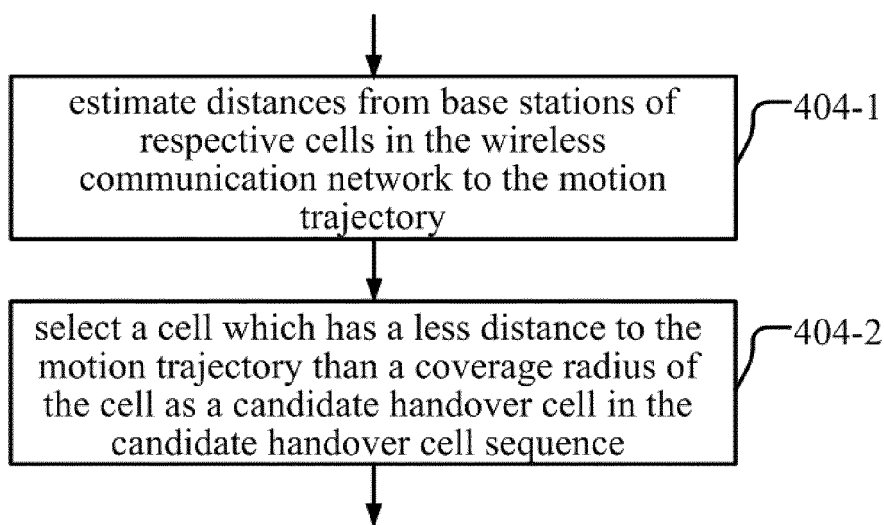 estimate distances from base stations of
respective cells in the wireless
communication network to the motion
trajectory
404-1
select a cell which has a less distance to the
motion trajectory than a coverage radius of
the cell as a candidate handover cell in the
candidate handover cell sequence
404-2